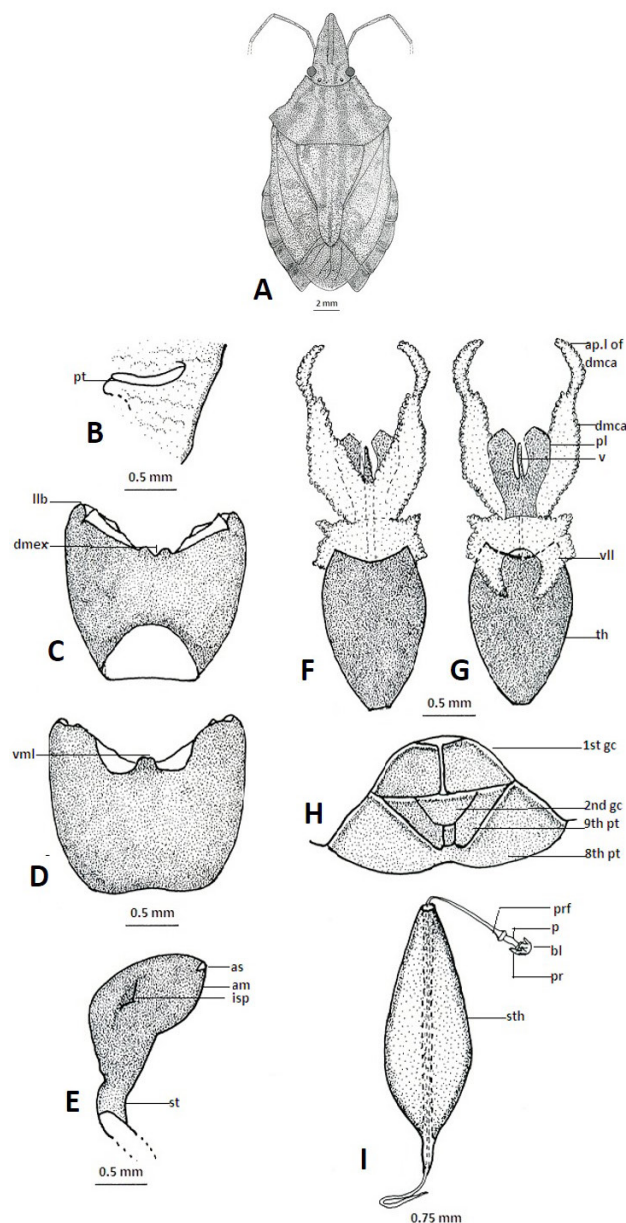 A
2 mm
pt
B
0.5 mm
llb
dmex
C
vml
D
0.5 mm
as
am
isp
st
E
0.5 mm
ap.l of
dmca
dmca
pl
v
vll
th
F
G
0.5 mm
1st gc
2nd gc
9th pt
8th pt
H
prf
p
bl
pr
sth
I
0.75 mm